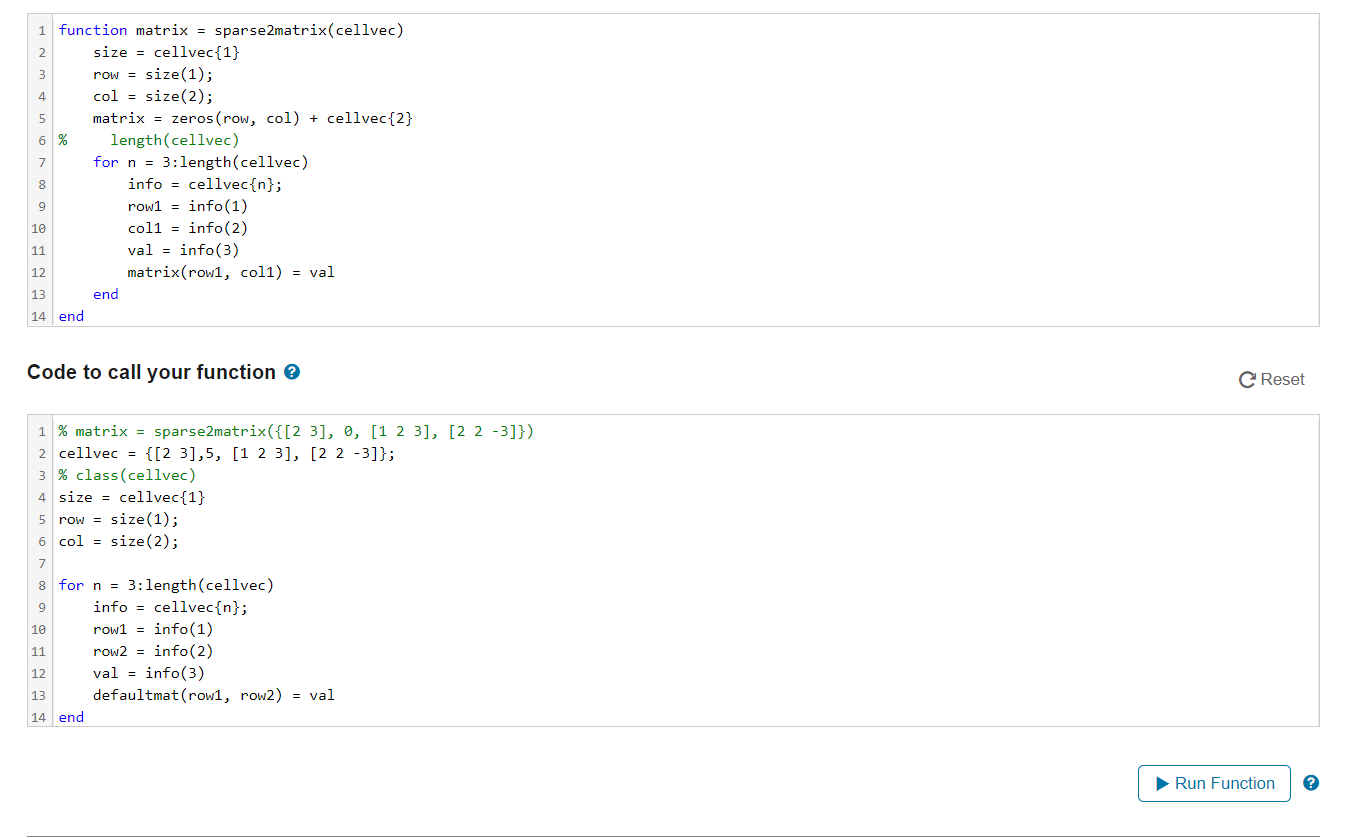 1 function matrix = sparse2matrix(cellvec)
2     size = cellvec{1}
3     row = size(1);
4     col = size(2);
5     matrix = zeros(row, col) + cellvec{2}
6 %     length(cellvec)
7     for n = 3:length(cellvec)
8         info = cellvec{n};
9         row1 = info(1)
10         col1 = info(2)
11         val = info(3)
12         matrix(row1, col1) = val
13     end
14 end
Code to call your function ?
Reset
1 % matrix = sparse2matrix({[2 3], 0, [1 2 3], [2 2 -3]})
2 cellvec = {[2 3],5, [1 2 3], [2 2 -3]};
3 % class(cellvec)
4 size = cellvec{1}
5 row = size(1);
6 col = size(2);
7
8 for n = 3:length(cellvec)
9     info = cellvec{n};
10     row1 = info(1)
11     row2 = info(2)
12     val = info(3)
13     defaultmat(row1, row2) = val
14 end
Run Function ?